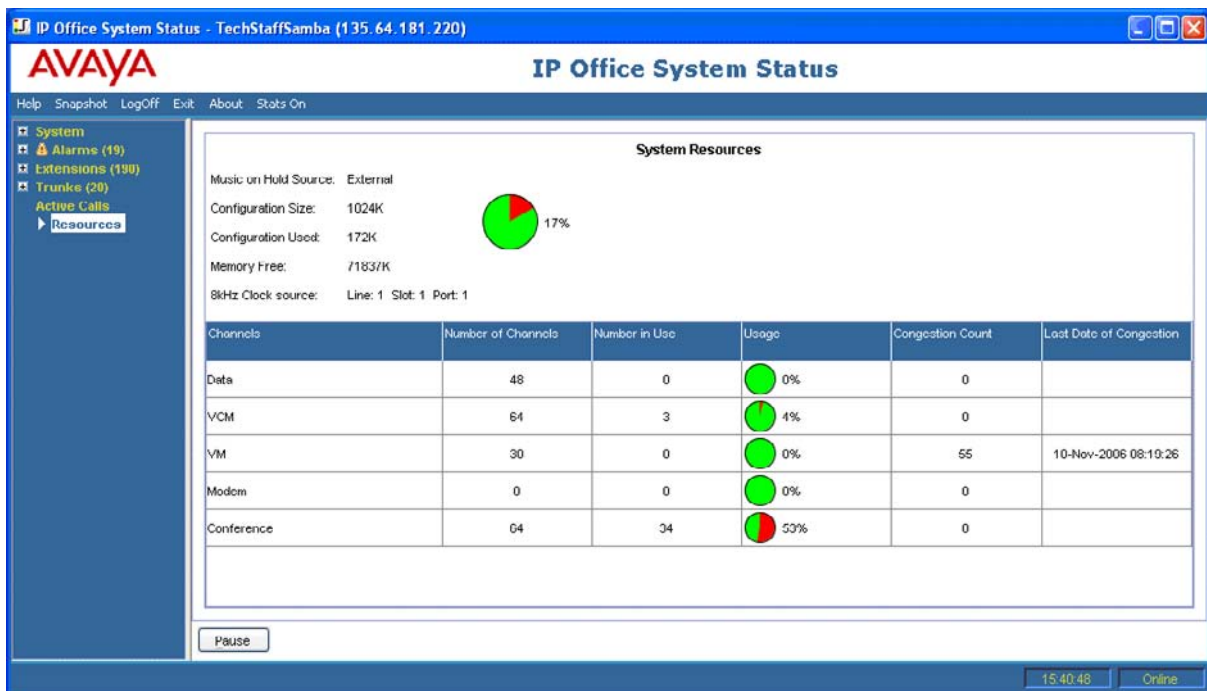 IP Office System Status - TechStaffSamba (135.64.181.220)
AVAYA
IP Office System Status
Help Snapshot LogOff Exit About Stats On
System
Alarms (19)
Extensions (190)
Trunks (20)
Active Calls
Resources
System Resources
Music on Hold Source: External
Configuration Size: 1024K
17%
Configuration Used: 172K
Memory Free: 71837K
8kHz Clock source: Line: 1 Slot: 1 Port: 1
Channels Number of Channels Number in Use Usage Congestion Count Last Date of Congestion
Data 48 0 0% 0
VCM 64 3 4% 0
VM 30 0 0% 55 10-Nov-2006 08:19:26
Modem 0 0 0% 0
Conference 64 34 53% 0
Pause
15:40:48 Online